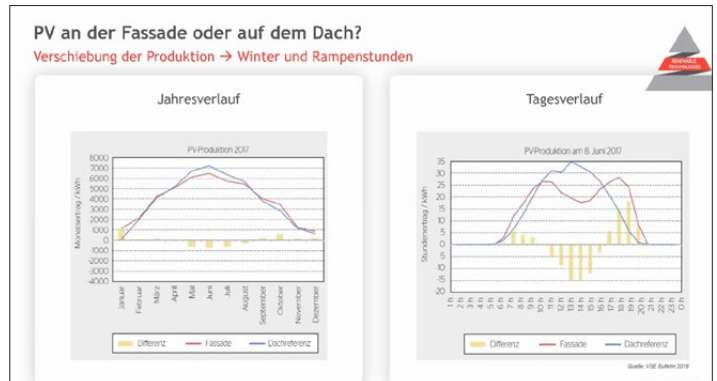 PV an der Fassade oder auf dem Dach?
Verschiebung der Produktion → Winter und Rampenstunden
RENEWABLE
TECHNOLOGIES
Jahresverlauf
PV-Produktion 2017
Monatsertrag / kWh
8000
7000
6000
5000
4000
3000
2000
1000
0
-1000
-2000
-3000
-4000
Januar
Februar
März
April
Mai
Juni
Juli
August
September
Oktober
November
Dezember
Differenz
Fassade
Dachreferenz
Tagesverlauf
PV-Produktion am 8. Juni 2017
Stundenertrag / kWh
35
30
25
20
15
10
5
0
-5
-10
-15
20
1 h
2 h
3 h
4 h
5 h
6 h
7 h
8 h
9 h
10 h
11 h
12 h
13 h
14 h
15 h
16 h
17 h
18 h
19 h
20 h
21 h
22 h
23 h
0 h
Differenz
Fassade
Dachreferenz
Quelle: VSE Bulletin 2018